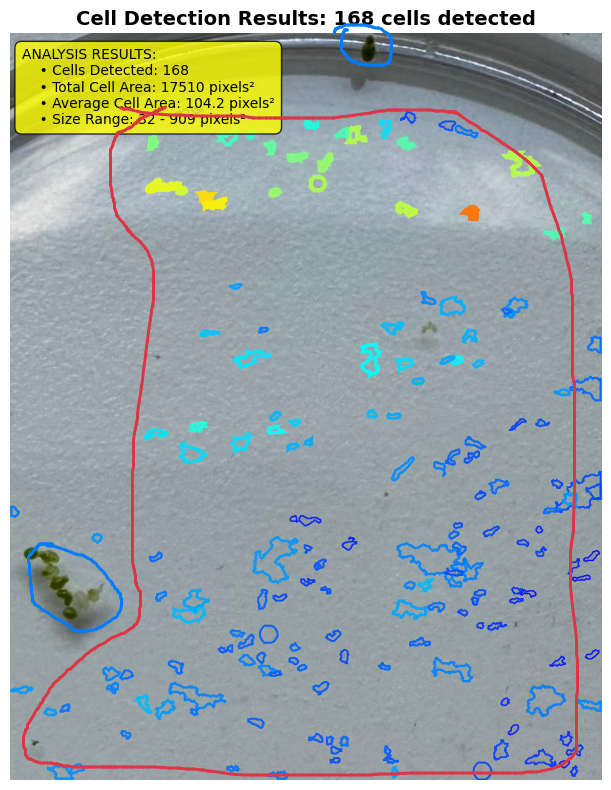 Cell Detection Results: 168 cells detected
ANALYSIS RESULTS:
• Cells Detected: 168
• Total Cell Area: 17510 pixels²
• Average Cell Area: 104.2 pixels²
• Size Range: 32 - 909 pixels²